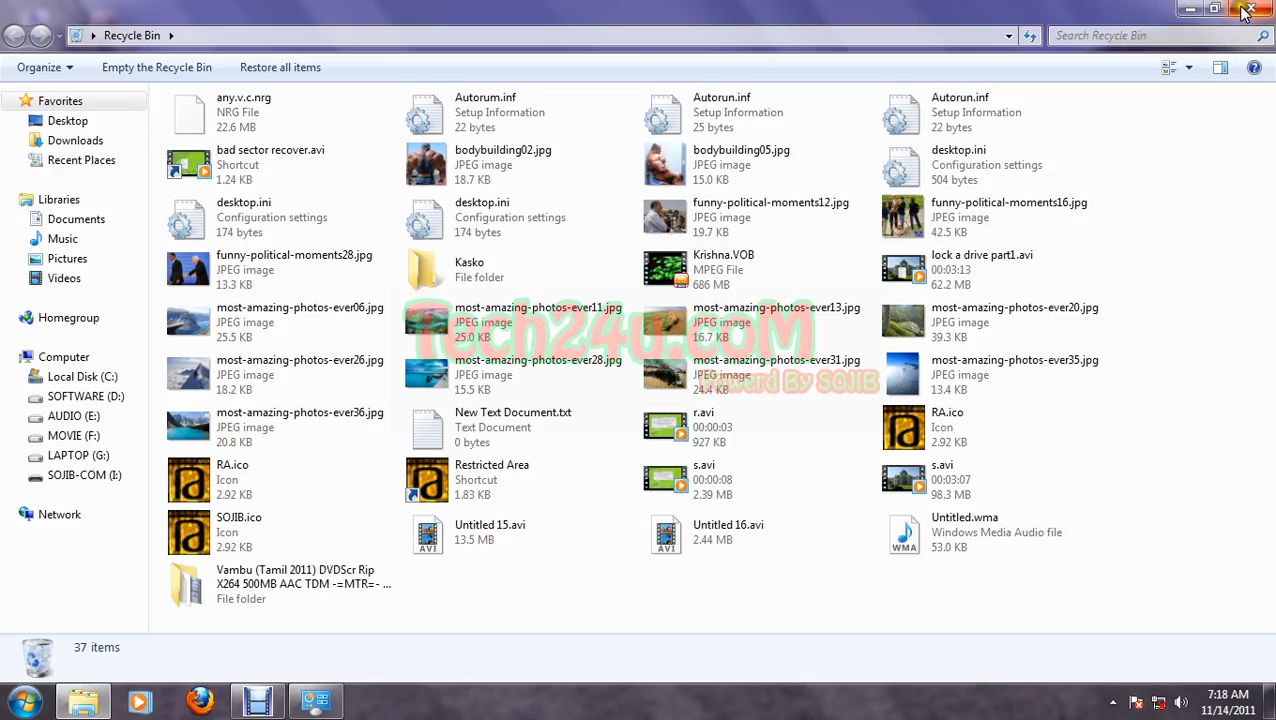 Recycle Bin
Search Recycle Bin
Organize
Empty the Recycle Bin
Restore all items
Favorites
Desktop
Downloads
Recent Places
Libraries
Documents
Music
Pictures
Videos
Homegroup
Computer
Local Disk (C:)
SOFTWARE (D:)
AUDIO (E:)
MOVIE (F:)
LAPTOP (G:)
SOJIB-COM (I:)
Network
any.v.c.nrg
NRG File
22.6 MB
Autorum.inf
Setup Information
22 bytes
Autorun.inf
Setup Information
25 bytes
Autorun.inf
Setup Information
22 bytes
bad sector recover.avi
Shortcut
1.24 KB
bodybuilding02.jpg
JPEG image
18.7 KB
bodybuilding05.jpg
JPEG image
15.0 KB
desktop.ini
Configuration settings
504 bytes
desktop.ini
Configuration settings
174 bytes
desktop.ini
Configuration settings
174 bytes
funny-political-moments12.jpg
JPEG image
19.7 KB
funny-political-moments16.jpg
JPEG image
42.5 KB
funny-political-moments28.jpg
JPEG image
13.3 KB
Kasko
File folder
Krishna.VOB
MPEG File
686 MB
lock a drive part1.avi
00:03:13
62.2 MB
most-amazing-photos-ever06.jpg
JPEG image
25.5 KB
most-amazing-photos-ever11.jpg
JPEG image
25.0 KB
most-amazing-photos-ever13.jpg
JPEG image
16.7 KB
most-amazing-photos-ever20.jpg
JPEG image
39.3 KB
Tech24u.coM
Powerd By SOJIB
most-amazing-photos-ever26.jpg
JPEG image
18.2 KB
most-amazing-photos-ever28.jpg
JPEG image
15.5 KB
most-amazing-photos-ever31.jpg
JPEG image
24.4 KB
most-amazing-photos-ever35.jpg
JPEG image
13.4 KB
most-amazing-photos-ever36.jpg
JPEG image
20.8 KB
New Text Document.txt
Text Document
0 bytes
r.avi
00:00:03
927 KB
RA.ico
Icon
2.92 KB
RA.ico
Icon
2.92 KB
Restricted Area
Shortcut
1.83 KB
s.avi
00:00:08
2.39 MB
s.avi
00:03:07
98.3 MB
SOJIB.ico
Icon
2.92 KB
Untitled 15.avi
13.5 MB
Untitled 16.avi
2.44 MB
Untitled.wma
Windows Media Audio file
53.0 KB
AVI
AVI
WMA
Vambu (Tamil 2011) DVDScr Rip
X264 500MB AAC TDM -=MTR=- ...
File folder
37 items
7:18 AM
11/14/2011